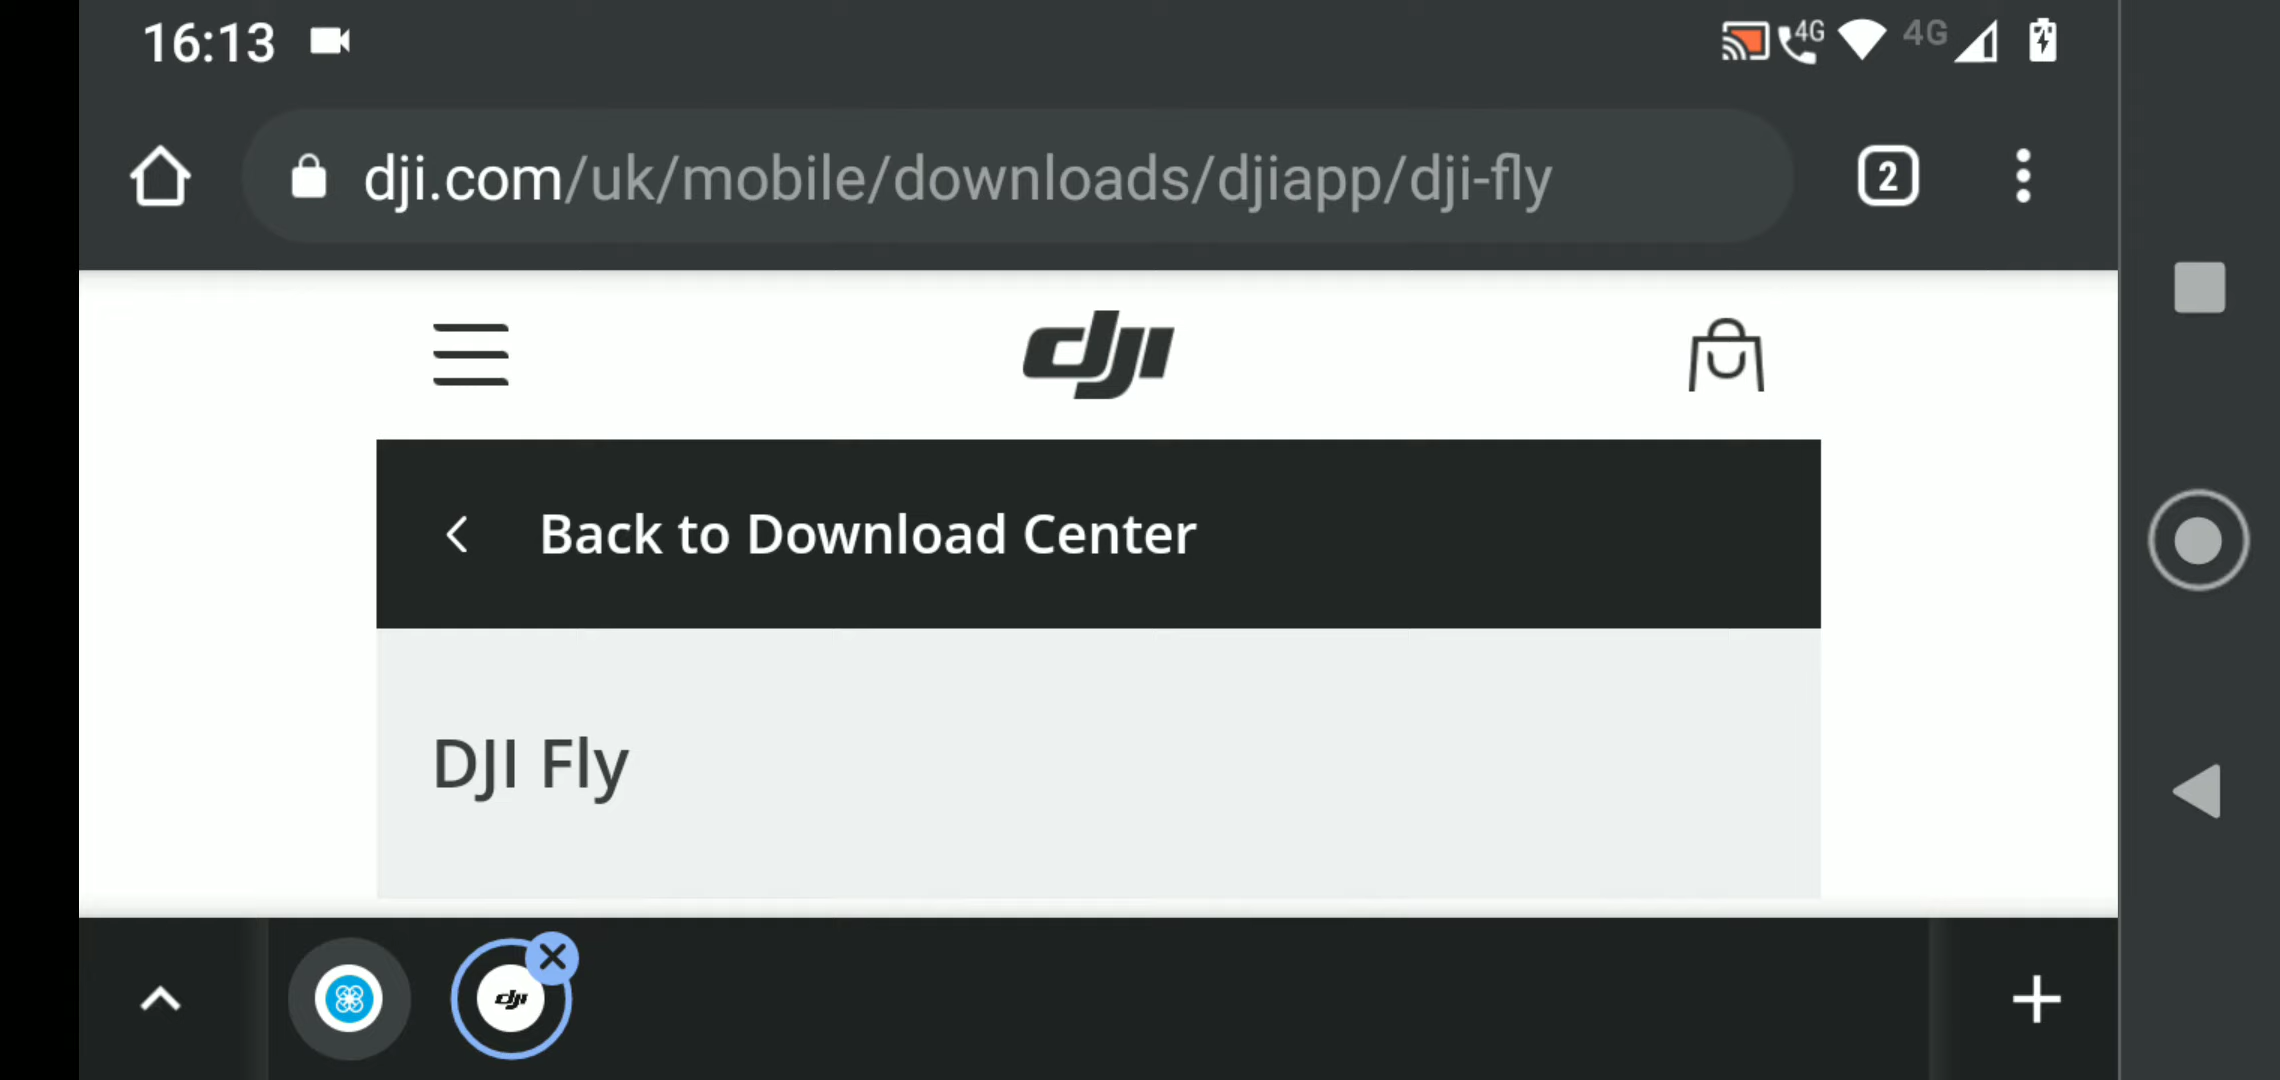 16:13
4G
4G
dji.com/uk/mobile/downloads/djiapp/dji-fly
2
dji
Back to Download Center
DJI Fly
dji